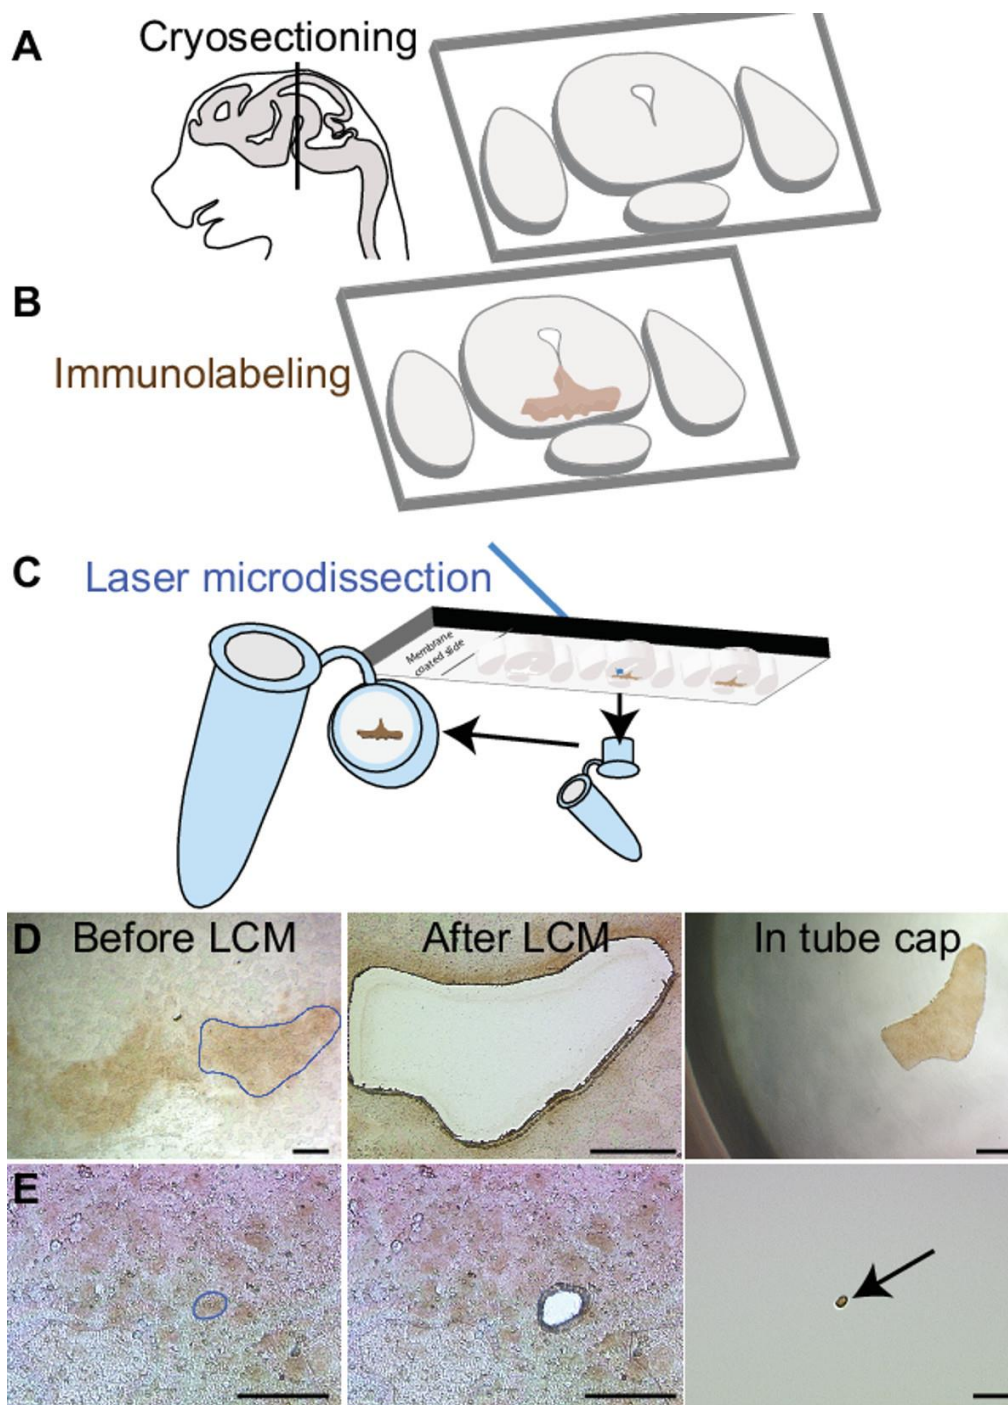 A
Cryosectioning
B
Immunolabeling
C
Laser microdissection
Membrane
coated slide
D Before LCM
After LCM
In tube cap
E